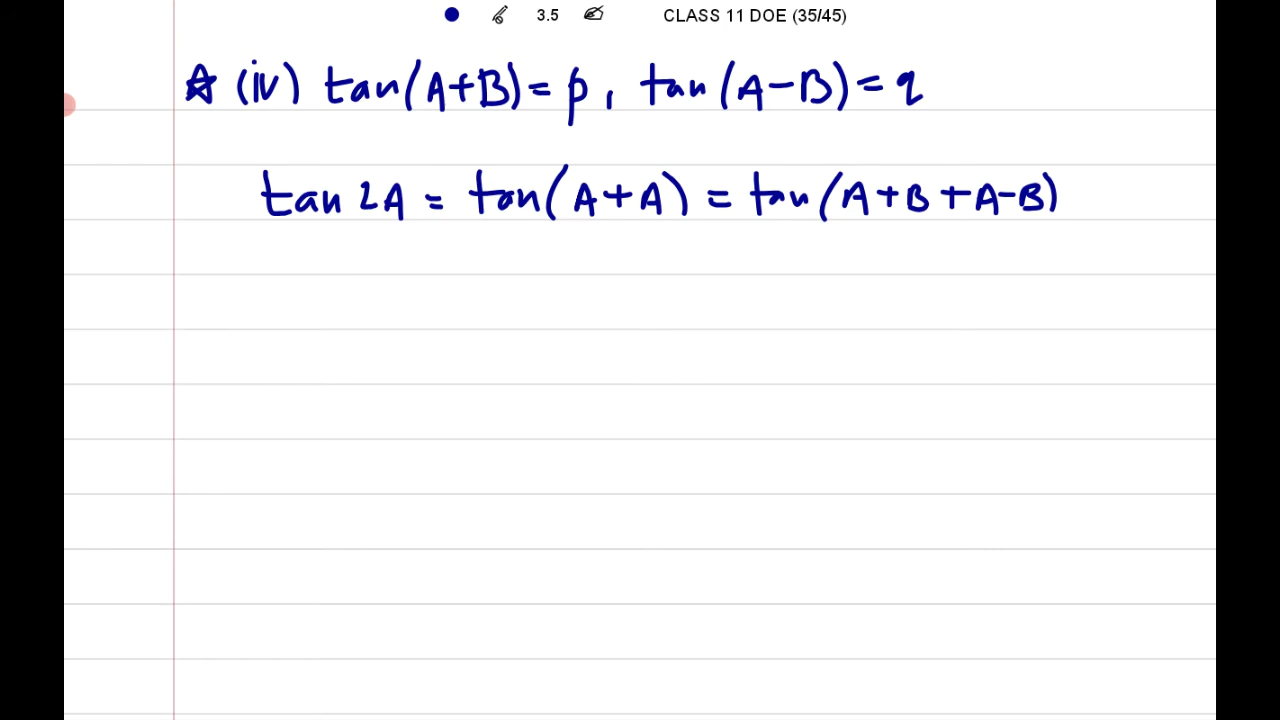 3.5 CLASS 11 DOE (35/45)
☆ (iv) tan(A+B) = p, tan(A-B) = q
tan 2A = tan(A+A) = tan(A+B+A-B)